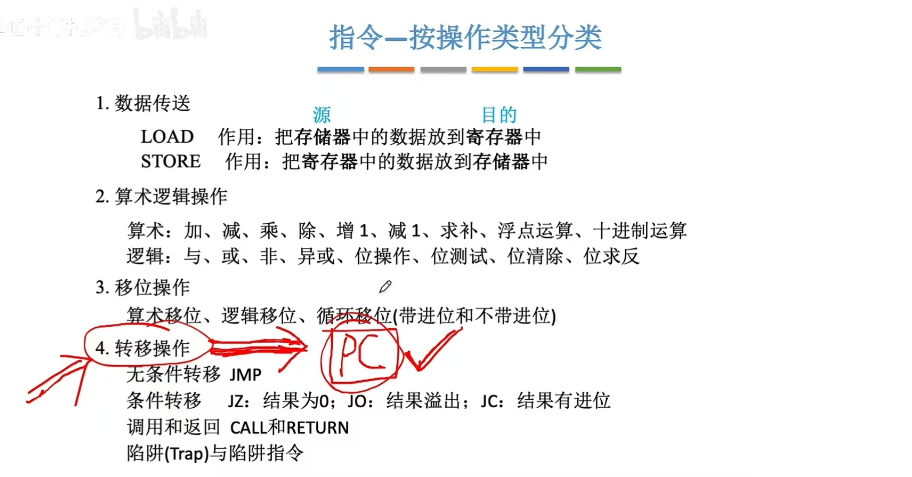 bilibili
指令—按操作类型分类
1. 数据传送
源 目的
LOAD 作用：把存储器中的数据放到寄存器中
STORE 作用：把寄存器中的数据放到存储器中
2. 算术逻辑操作
算术：加、减、乘、除、增 1、减 1、求补、浮点运算、十进制运算
逻辑：与、或、非、异或、位操作、位测试、位清除、位求反
3. 移位操作
算术移位、逻辑移位、循环移位(带进位和不带进位)
4. 转移操作
PC
无条件转移 JMP
条件转移 JZ：结果为0；JO：结果溢出；JC：结果有进位
调用和返回 CALL和RETURN
陷阱(Trap)与陷阱指令